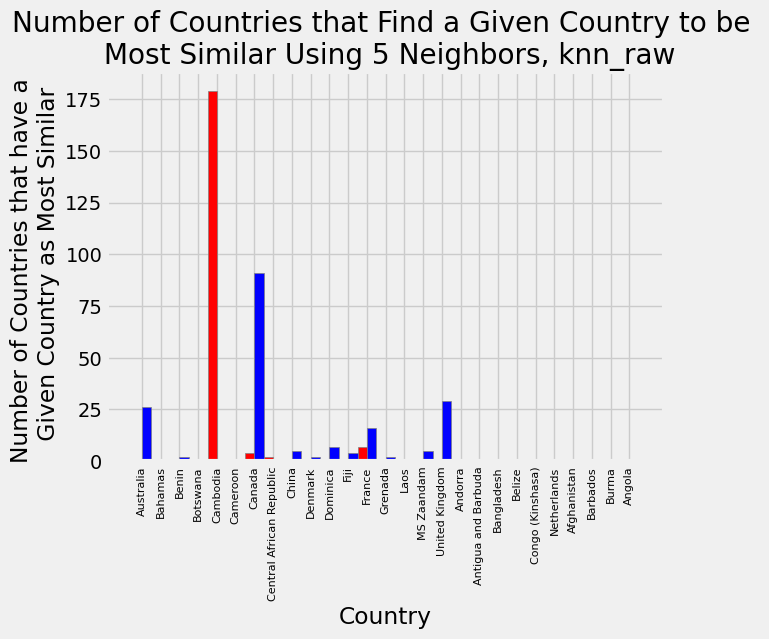 Number of Countries that Find a Given Country to be
Most Similar Using 5 Neighbors, knn_raw
Number of Countries that have a
Given Country as Most Similar
175
150
125
100
75
50
25
0
Australia
Bahamas
Benin
Botswana
Cambodia
Cameroon
Canada
Central African Republic
China
Denmark
Dominica
Fiji
France
Grenada
Laos
MS Zaandam
United Kingdom
Andorra
Antigua and Barbuda
Bangladesh
Belize
Congo (Kinshasa)
Netherlands
Afghanistan
Barbados
Burma
Angola
Country